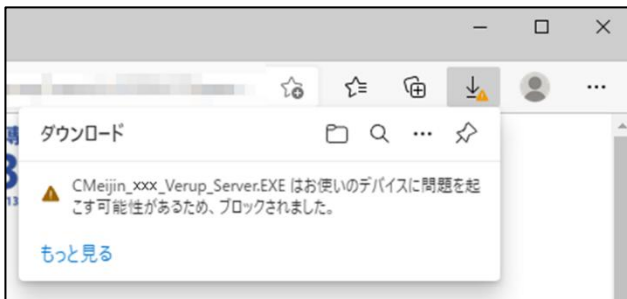 ダウンロード
CMeijin_xxx_Verup_Server.EXE はお使いのデバイスに問題を起
こす可能性があるため、ブロックされました。
もっと見る